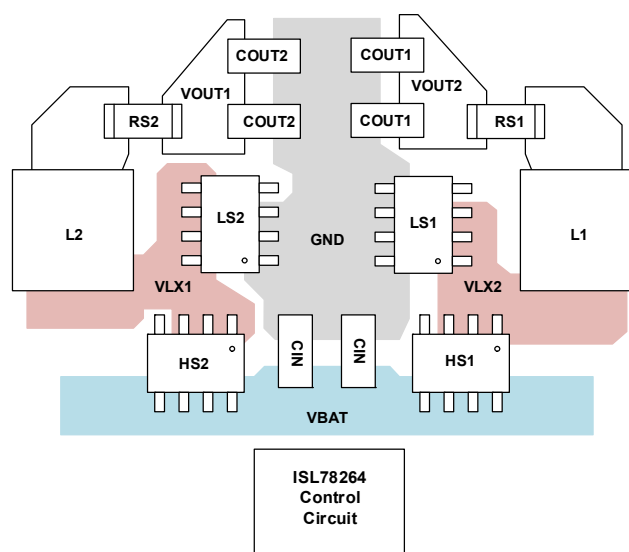 COUT2
COUT1
VOUT1
VOUT2
RS2
COUT2
COUT1
RS1
L2
LS2
GND
LS1
L1
VLX1
VLX2
HS2
CIN
CIN
HS1
VBAT
ISL78264
Control
Circuit